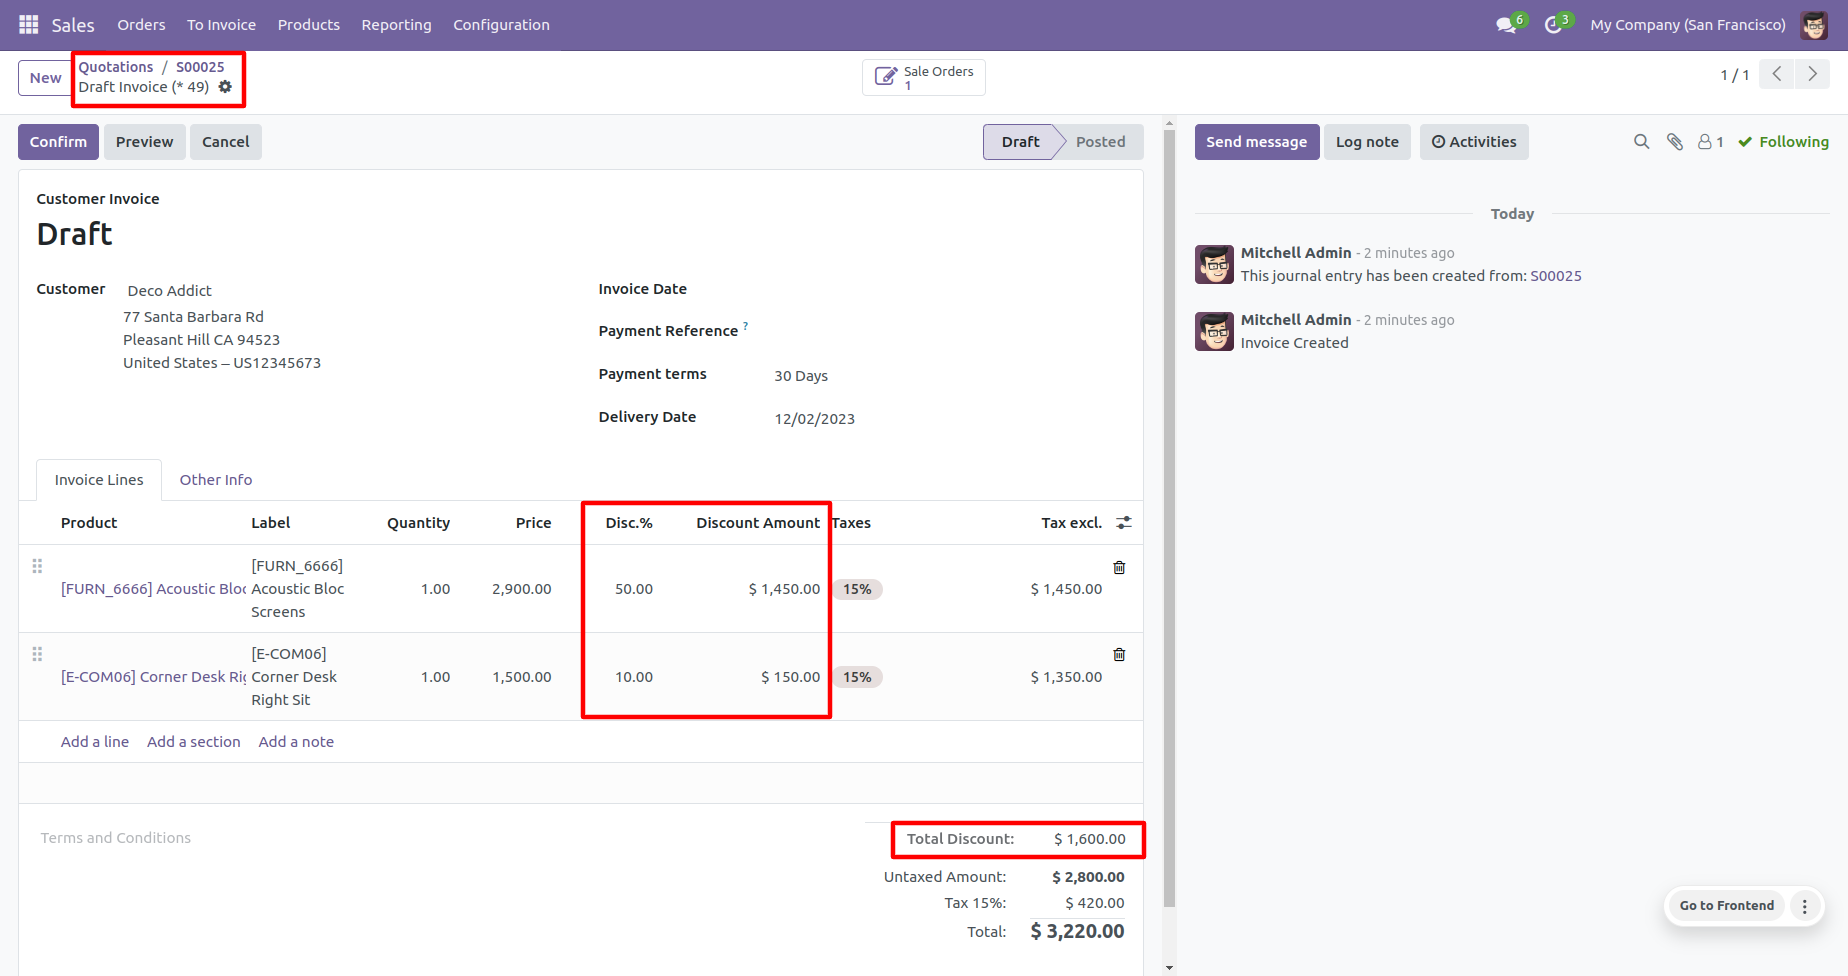 Sales Orders To Invoice Products Reporting Configuration 6 3 My Company (San Francisco)
New
Quotations / S00025
Draft Invoice (* 49)
Sale Orders
1
1 / 1
Confirm Preview Cancel
Draft Posted
Customer Invoice
Draft
Customer Deco Addict
77 Santa Barbara Rd
Pleasant Hill CA 94523
United States – US12345673
Invoice Date
Payment Reference ?
Payment terms 30 Days
Delivery Date 12/02/2023
Invoice Lines Other Info
Product Label Quantity Price Disc.% Discount Amount Taxes Tax excl.
[FURN_6666] Acoustic Bloc
[FURN_6666]
Acoustic Bloc
Screens
1.00 2,900.00 50.00 $ 1,450.00 15% $ 1,450.00
[E-COM06] Corner Desk Rig
[E-COM06]
Corner Desk
Right Sit
1.00 1,500.00 10.00 $ 150.00 15% $ 1,350.00
Add a line Add a section Add a note
Terms and Conditions
Total Discount: $ 1,600.00
Untaxed Amount: $ 2,800.00
Tax 15%: $ 420.00
Total: $ 3,220.00
Send message Log note Activities 1 Following
Today
Mitchell Admin - 2 minutes ago
This journal entry has been created from: S00025
Mitchell Admin - 2 minutes ago
Invoice Created
Go to Frontend